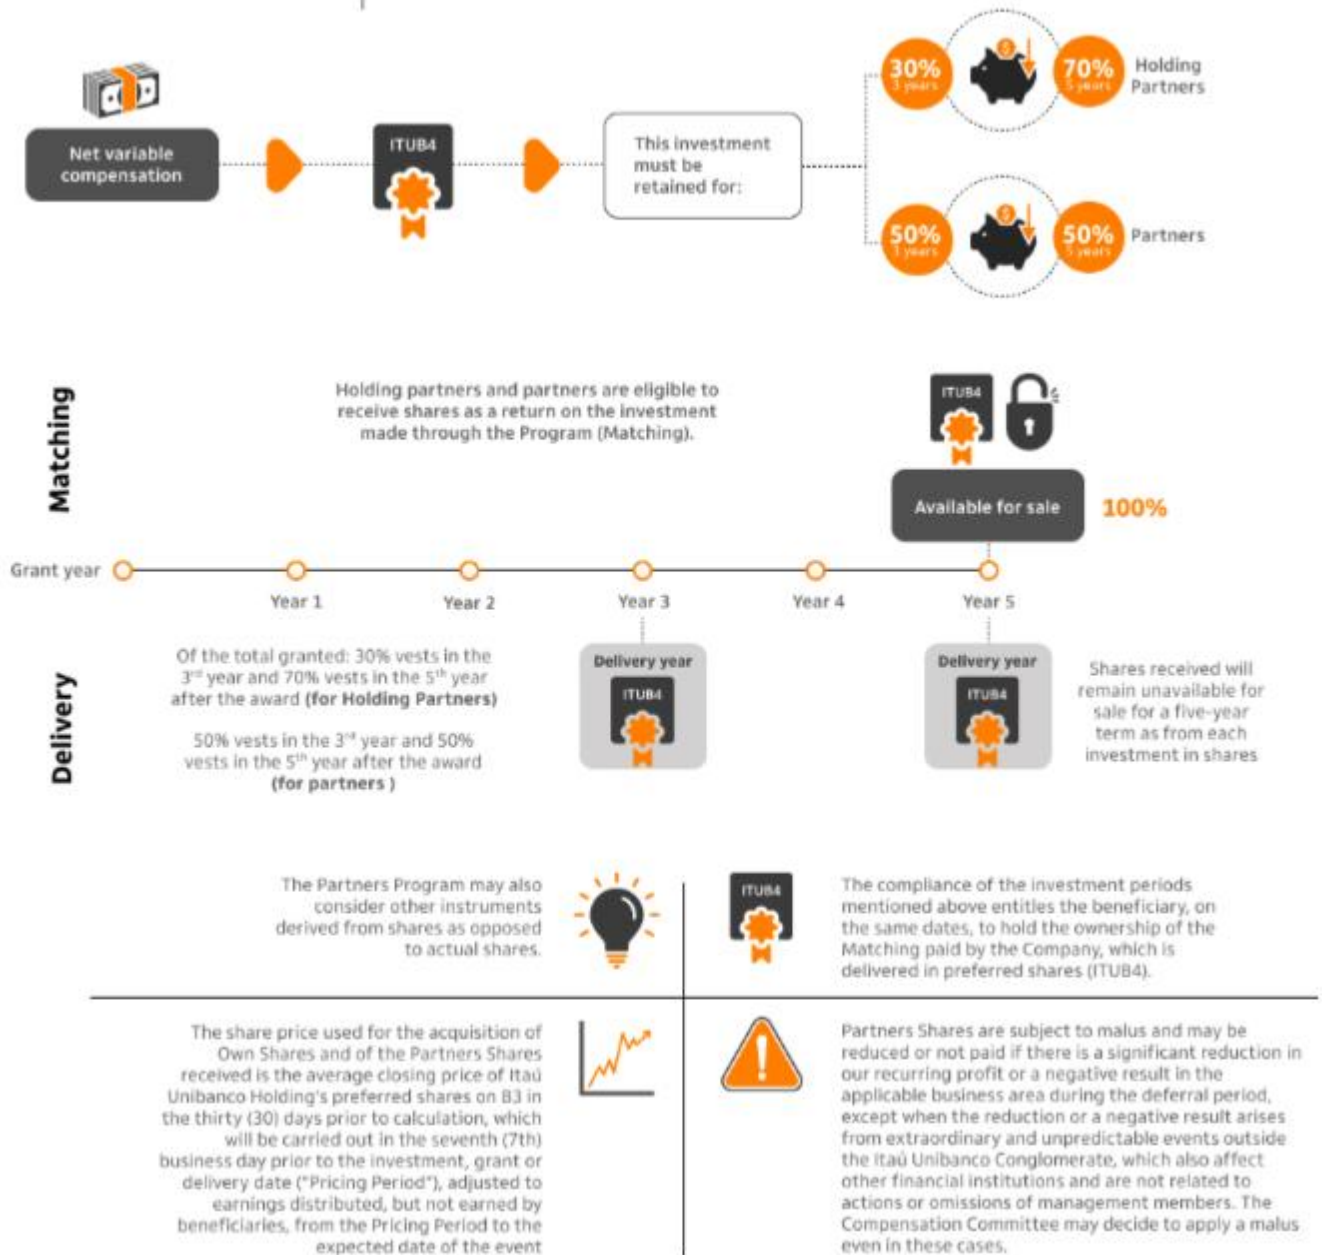 30%
3 years
70%
5 years
Holding
Partners
Net variable
compensation
ITUB4
This investment
must be
retained for:
50%
3 years
50%
5 years
Partners
Matching
Holding partners and partners are eligible to
receive shares as a return on the investment
made through the Program (Matching).
ITUB4
Available for sale
100%
Grant year
Year 1
Year 2
Year 3
Year 4
Year 5
Delivery
Of the total granted: 30% vests in the
3rd year and 70% vests in the 5th year
after the award (for Holding Partners)
50% vests in the 3rd year and 50%
vests in the 5th year after the award
(for partners )
Delivery year
ITUB4
Delivery year
ITUB4
Shares received will
remain unavailable for
sale for a five-year
term as from each
investment in shares
The Partners Program may also
consider other instruments
derived from shares as opposed
to actual shares.
ITUB4
The compliance of the investment periods
mentioned above entitles the beneficiary, on
the same dates, to hold the ownership of the
Matching paid by the Company, which is
delivered in preferred shares (ITUB4).
The share price used for the acquisition of
Own Shares and of the Partners Shares
received is the average closing price of Itaú
Unibanco Holding's preferred shares on B3 in
the thirty (30) days prior to calculation, which
will be carried out in the seventh (7th)
business day prior to the investment, grant or
delivery date ("Pricing Period"), adjusted to
earnings distributed, but not earned by
beneficiaries, from the Pricing Period to the
expected date of the event
Partners Shares are subject to malus and may be
reduced or not paid if there is a significant reduction in
our recurring profit or a negative result in the
applicable business area during the deferral period,
except when the reduction or a negative result arises
from extraordinary and unpredictable events outside
the Itaú Unibanco Conglomerate, which also affect
other financial institutions and are not related to
actions or omissions of management members. The
Compensation Committee may decide to apply a malus
even in these cases.